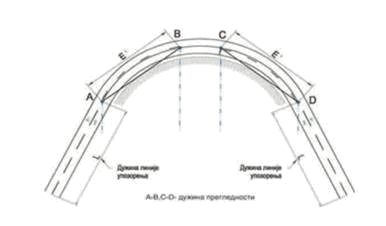 B
C
E'
E'
A
D
Дужина линије
упозорења
Дужина линије
упозорења
A-B,C-D- дужина прегледности